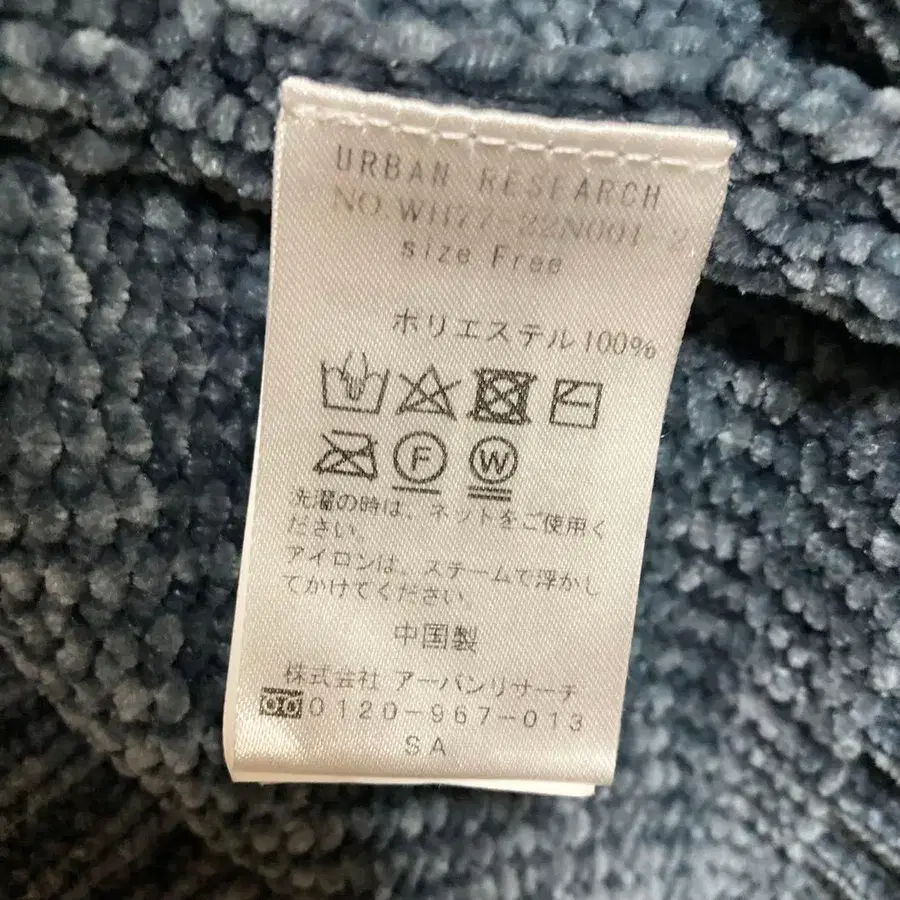 URBAN RESEARCH
NO.WH77-22N001-2
size Free
ポリエステル100%
F W
洗濯の時は、ネットをご使用く
ださい。
アイロンは、スチームで浮かし
てかけてください。
中国製
株式会社 アーバンリサーチ
0120-967-013
SA